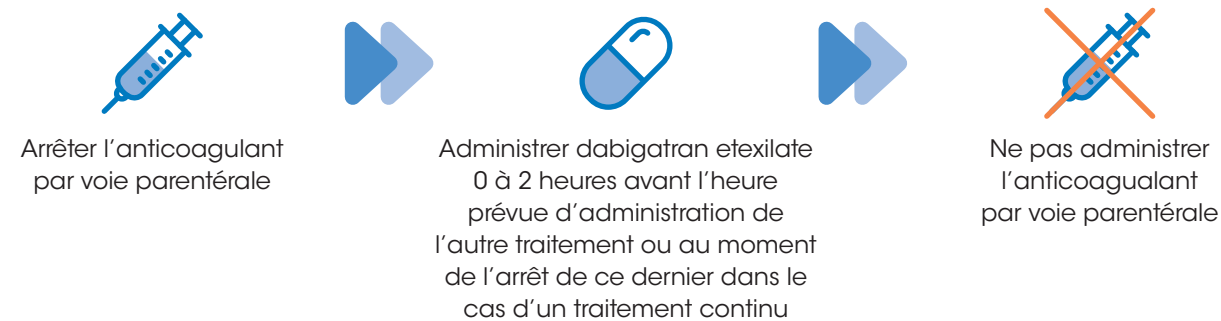 Arrêter l'anticoagulant
par voie parentérale
Administrer dabigatran etexilate
0 à 2 heures avant l'heure
prévue d'administration de
l'autre traitement ou au moment
de l'arrêt de ce dernier dans le
cas d'un traitement continu
Ne pas administrer
l'anticoagualant
par voie parentérale